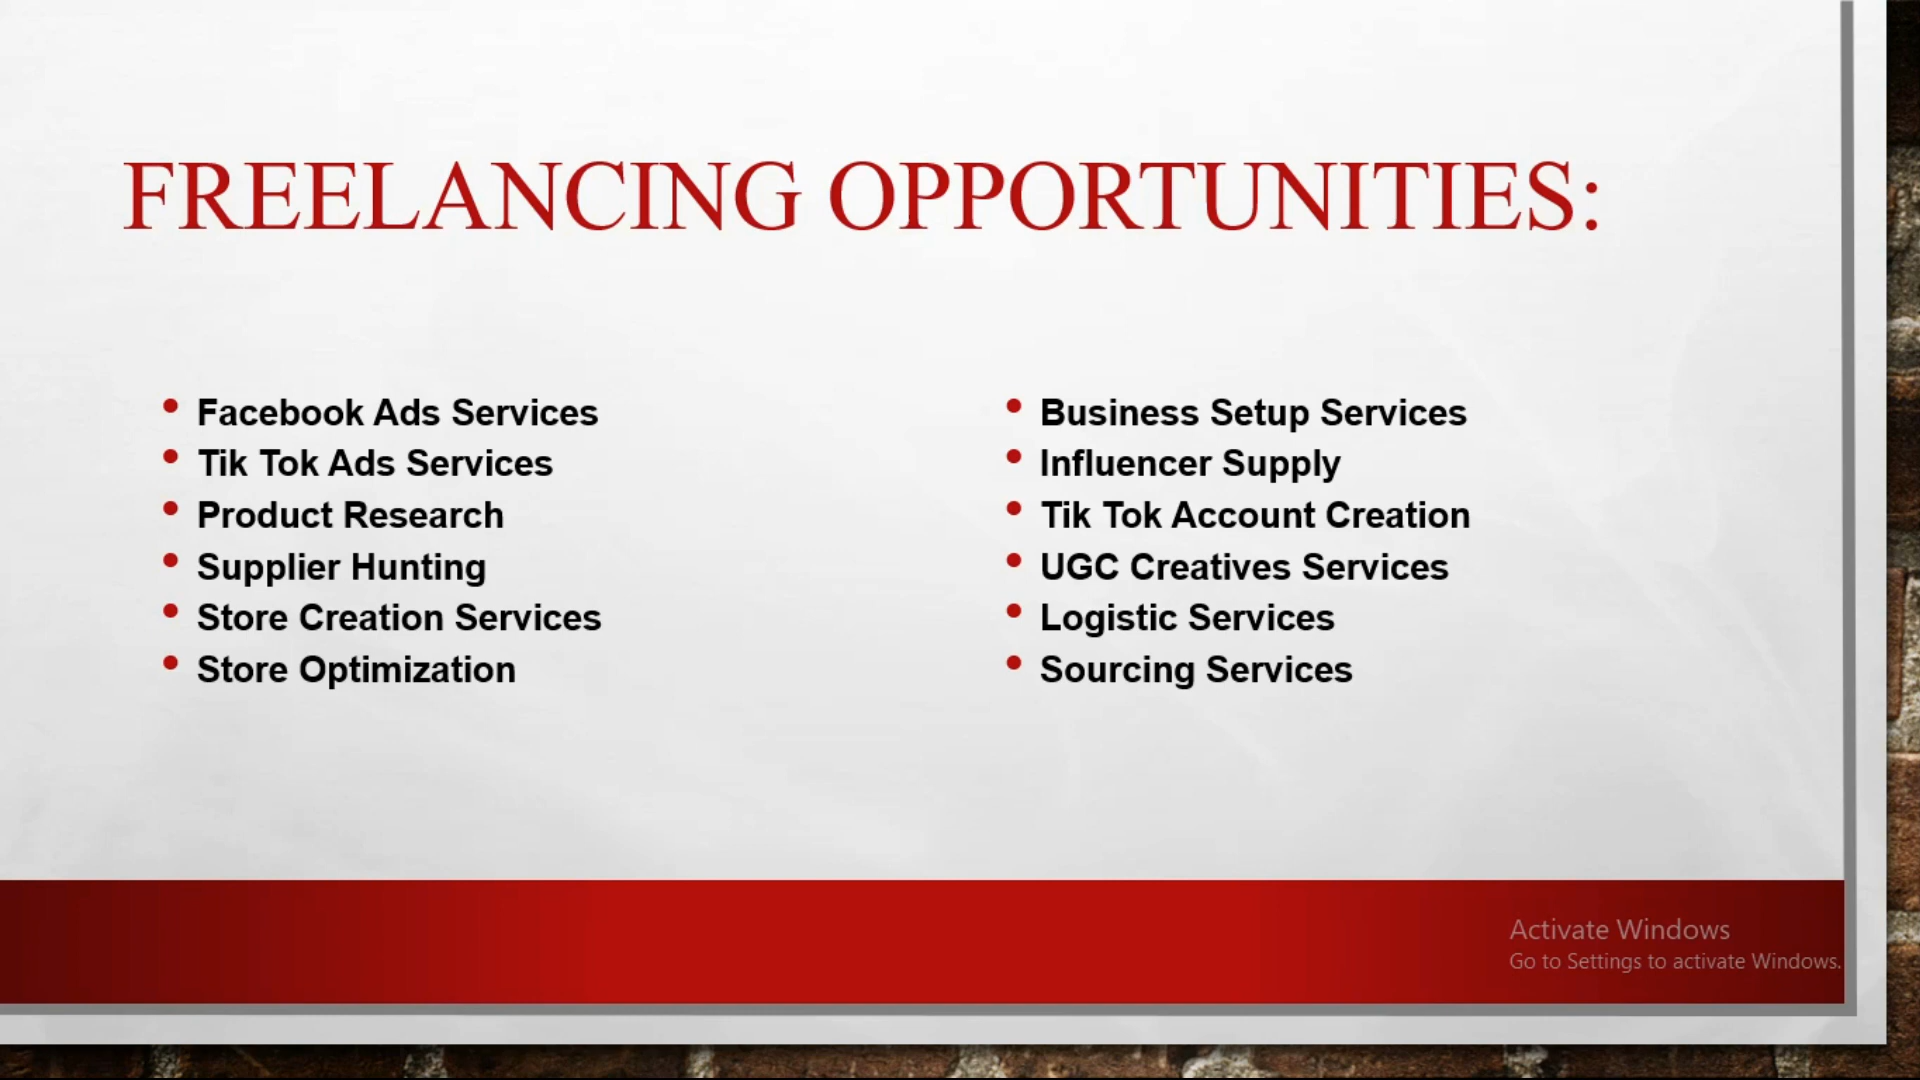 FREELANCING OPPORTUNITIES:
Facebook Ads Services
Tik Tok Ads Services
Product Research
Supplier Hunting
Store Creation Services
Store Optimization
Business Setup Services
Influencer Supply
Tik Tok Account Creation
UGC Creatives Services
Logistic Services
Sourcing Services
Activate Windows
Go to Settings to activate Windows.